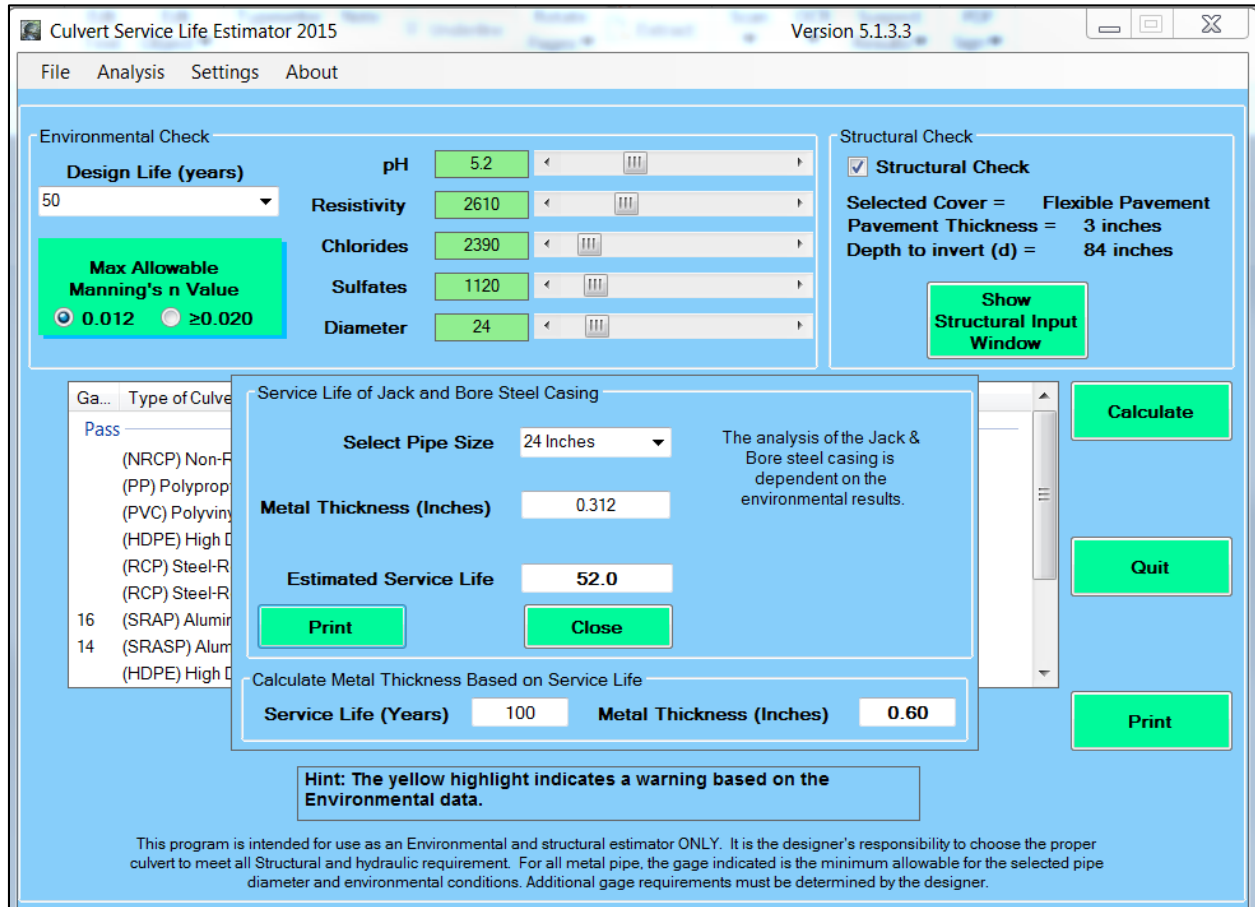 Culvert Service Life Estimator 2015 Version 5.1.3.3
File Analysis Settings About
Environmental Check
Design Life (years)
50
Max Allowable
Manning's n Value
0.012 ≥0.020
pH 5.2
Resistivity 2610
Chlorides 2390
Sulfates 1120
Diameter 24
Structural Check
Structural Check
Selected Cover = Flexible Pavement
Pavement Thickness = 3 inches
Depth to invert (d) = 84 inches
Show
Structural Input
Window
Ga... Type of Culve
Pass
(NRCP) Non-R
(PP) Polyprop
(PVC) Polyviny
(HDPE) High D
(RCP) Steel-R
(RCP) Steel-R
16 (SRAP) Alumin
14 (SRASP) Alum
(HDPE) High D
Service Life of Jack and Bore Steel Casing
Select Pipe Size 24 Inches
Metal Thickness (Inches) 0.312
Estimated Service Life 52.0
The analysis of the Jack &
Bore steel casing is
dependent on the
environmental results.
Print Close
Calculate Metal Thickness Based on Service Life
Service Life (Years) 100 Metal Thickness (Inches) 0.60
Calculate
Quit
Print
Hint: The yellow highlight indicates a warning based on the
Environmental data.
This program is intended for use as an Environmental and structural estimator ONLY. It is the designer's responsibility to choose the proper
culvert to meet all Structural and hydraulic requirement. For all metal pipe, the gage indicated is the minimum allowable for the selected pipe
diameter and environmental conditions. Additional gage requirements must be determined by the designer.